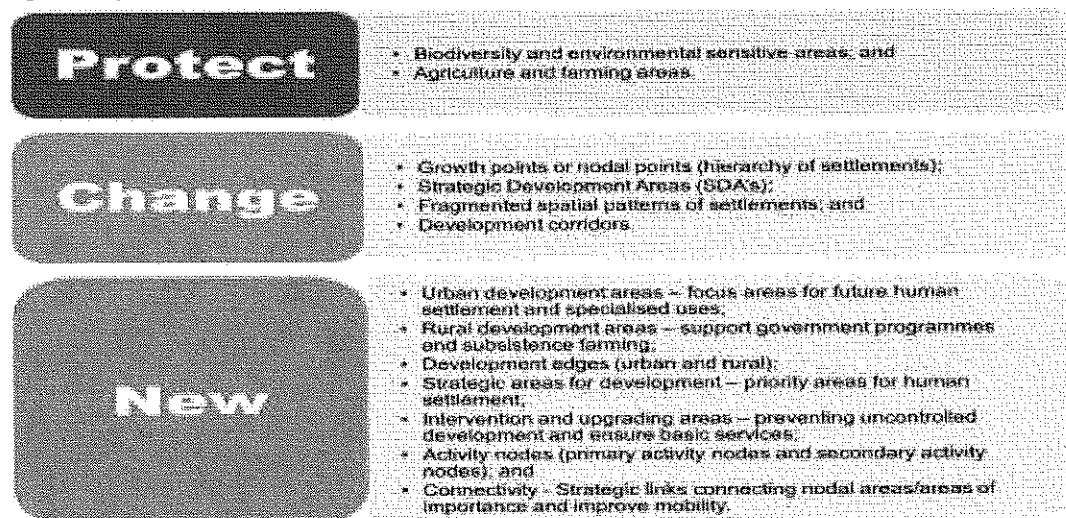 Protect
• Biodiversity and environmental sensitive areas; and
• Agriculture and farming areas.
Change
• Growth points or nodal points (hierarchy of settlements);
• Strategic Development Areas (SDA's);
• Fragmented spatial patterns of settlements; and
• Development corridors.
New
• Urban development areas – focus areas for future human
settlement and specialised uses;
• Rural development areas – support government programmes
and subsistence farming;
• Development edges (urban and rural);
• Strategic areas for development – priority areas for human
settlement;
• Intervention and upgrading areas – preventing uncontrolled
development and ensure basic services;
• Activity nodes (primary activity nodes and secondary activity
nodes); and
• Connectivity - Strategic links connecting nodal areas/areas of
importance and improve mobility.